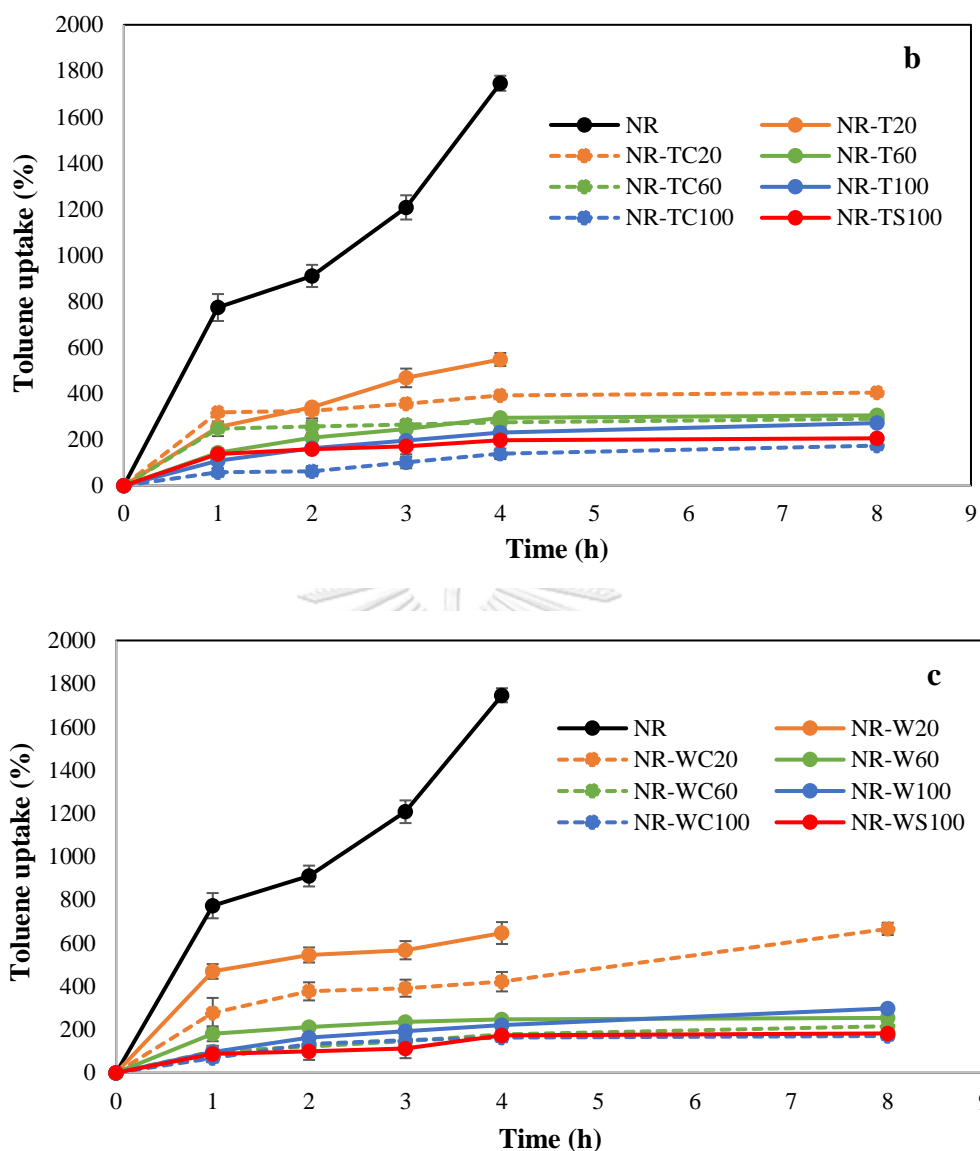 2000
1800
1600
1400
1200
1000
800
600
400
200
0
Toluene uptake (%)
b
NR NR-T20
NR-TC20 NR-T60
NR-TC60 NR-T100
NR-TC100 NR-TS100
0 1 2 3 4 5 6 7 8 9
Time (h)
2000
1800
1600
1400
1200
1000
800
600
400
200
0
Toluene uptake (%)
c
NR NR-W20
NR-WC20 NR-W60
NR-WC60 NR-W100
NR-WC100 NR-WS100
0 1 2 3 4 5 6 7 8 9
Time (h)